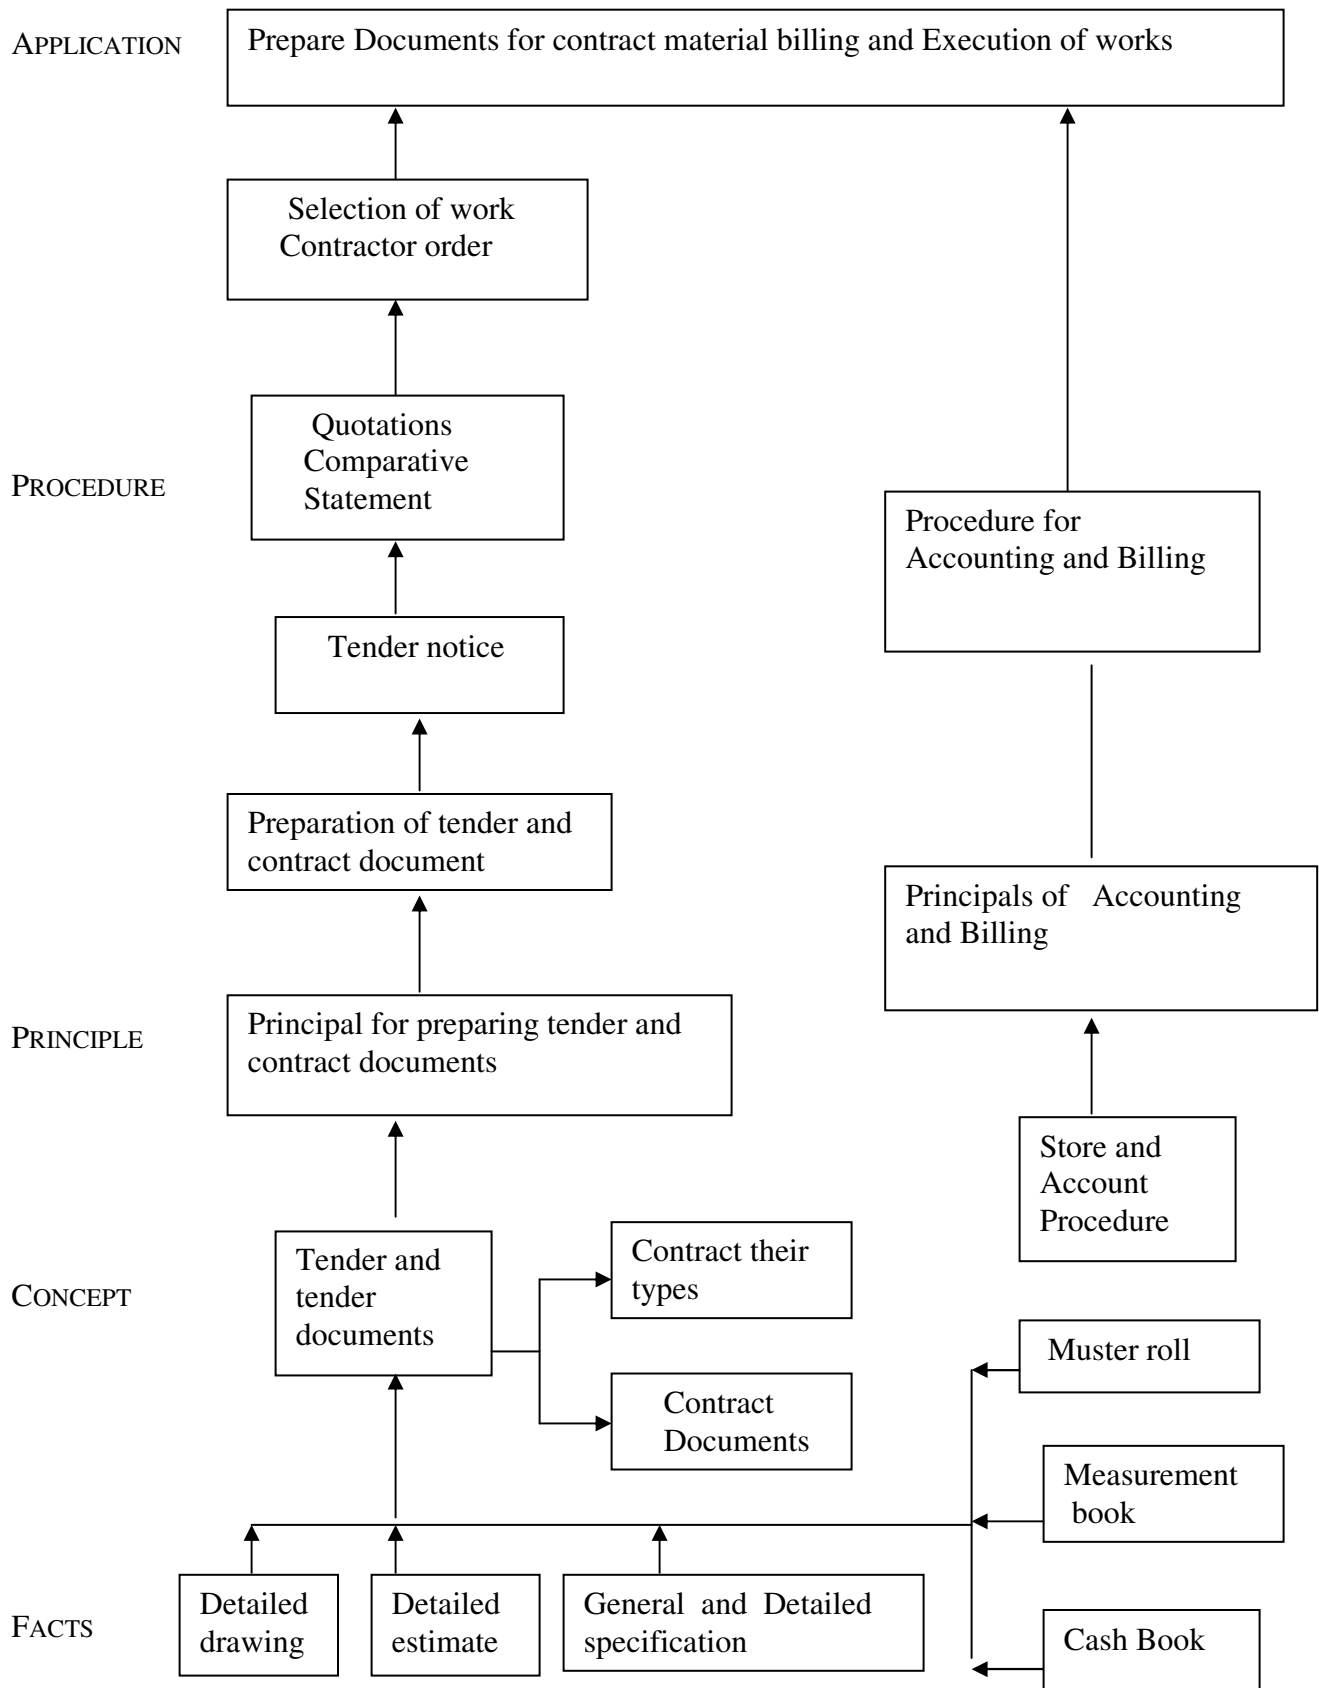 APPLICATION
Prepare Documents for contract material billing and Execution of works
Selection of work
Contractor order
Quotations
Comparative
Statement
PROCEDURE
Procedure for
Accounting and Billing
Tender notice
Preparation of tender and
contract document
Principals of Accounting
and Billing
PRINCIPLE
Principal for preparing tender and
contract documents
Store and
Account
Procedure
CONCEPT
Tender and
tender
documents
Contract their
types
Contract
Documents
Muster roll
Measurement
book
FACTS
Detailed
drawing
Detailed
estimate
General and Detailed
specification
Cash Book